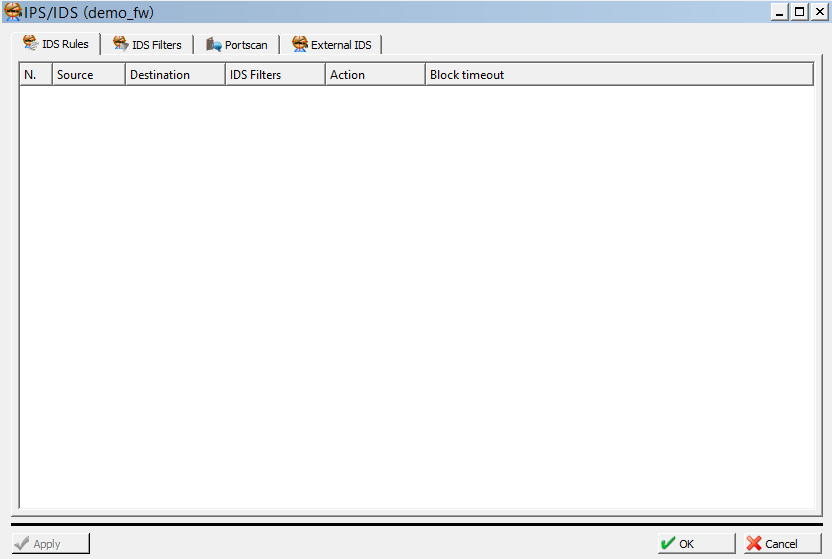 IPS/IDS (demo_fw)
IDS Rules IDS Filters Portscan External IDS
N. Source Destination IDS Filters Action Block timeout
Apply OK Cancel